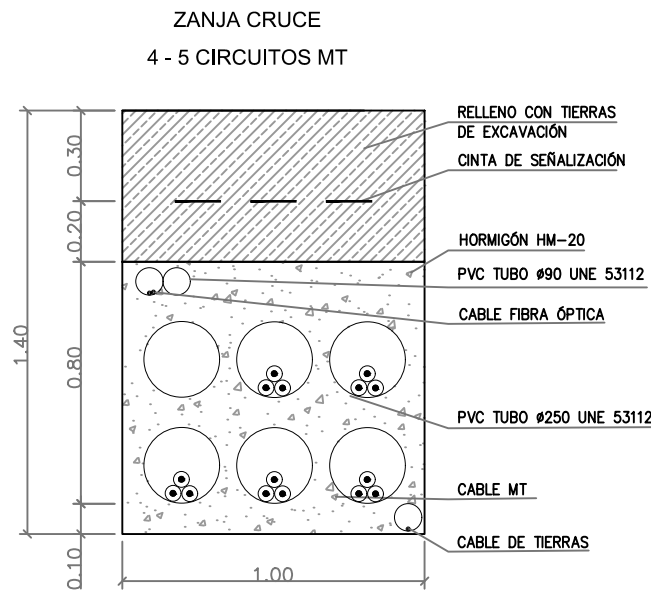 ZANJA CRUCE
4 - 5 CIRCUITOS MT
RELLENO CON TIERRAS
DE EXCAVACIÓN
CINTA DE SEÑALIZACIÓN
HORMIGÓN HM-20
PVC TUBO ø90 UNE 53112
CABLE FIBRA ÓPTICA
PVC TUBO ø250 UNE 53112
CABLE MT
CABLE DE TIERRAS
1.40
0.30
0.20
0.80
0.10
1.00